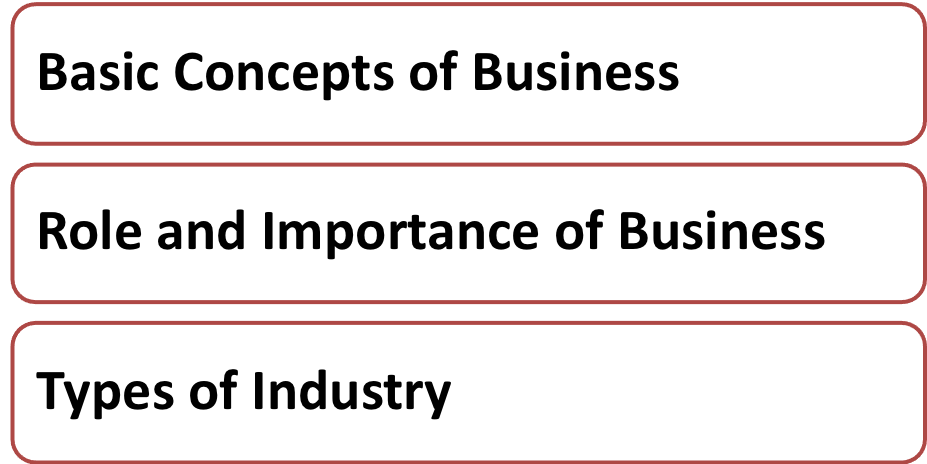 Basic Concepts of Business
Role and Importance of Business
Types of Industry